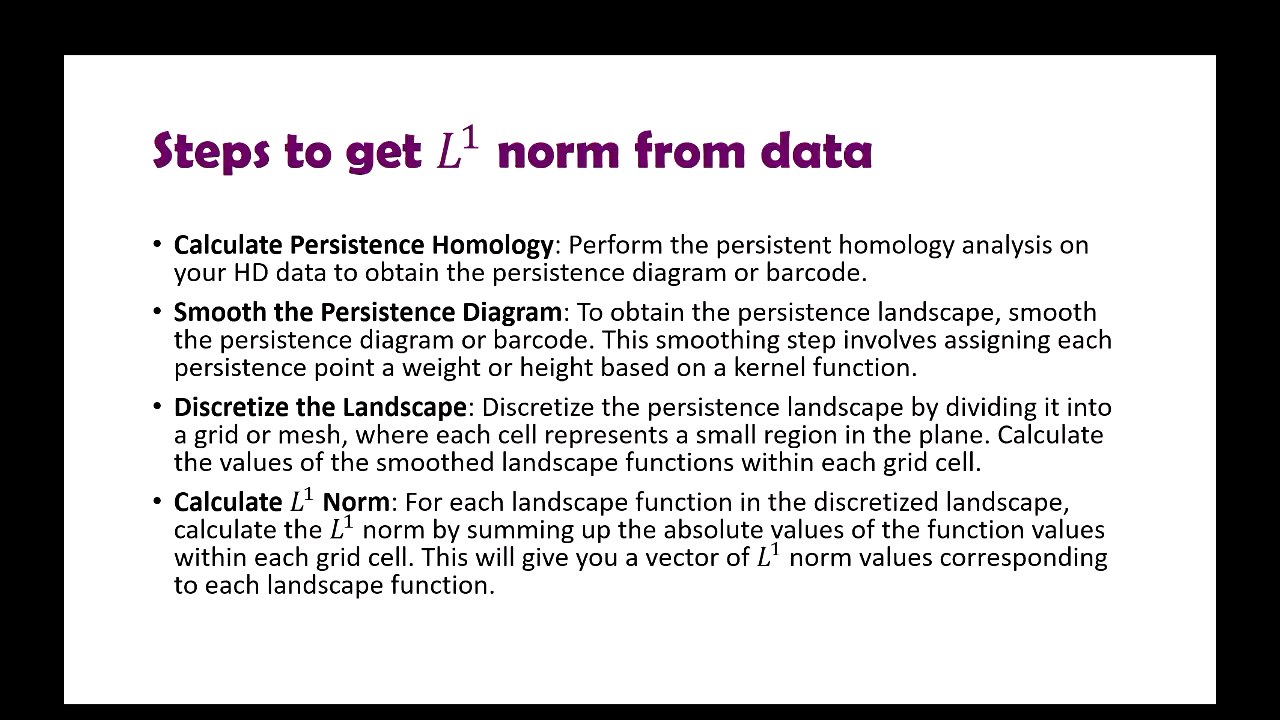 Steps to get L¹ norm from data
• Calculate Persistence Homology: Perform the persistent homology analysis on
your HD data to obtain the persistence diagram or barcode.
• Smooth the Persistence Diagram: To obtain the persistence landscape, smooth
the persistence diagram or barcode. This smoothing step involves assigning each
persistence point a weight or height based on a kernel function.
• Discretize the Landscape: Discretize the persistence landscape by dividing it into
a grid or mesh, where each cell represents a small region in the plane. Calculate
the values of the smoothed landscape functions within each grid cell.
• Calculate L¹ Norm: For each landscape function in the discretized landscape,
calculate the L¹ norm by summing up the absolute values of the function values
within each grid cell. This will give you a vector of L¹ norm values corresponding
to each landscape function.